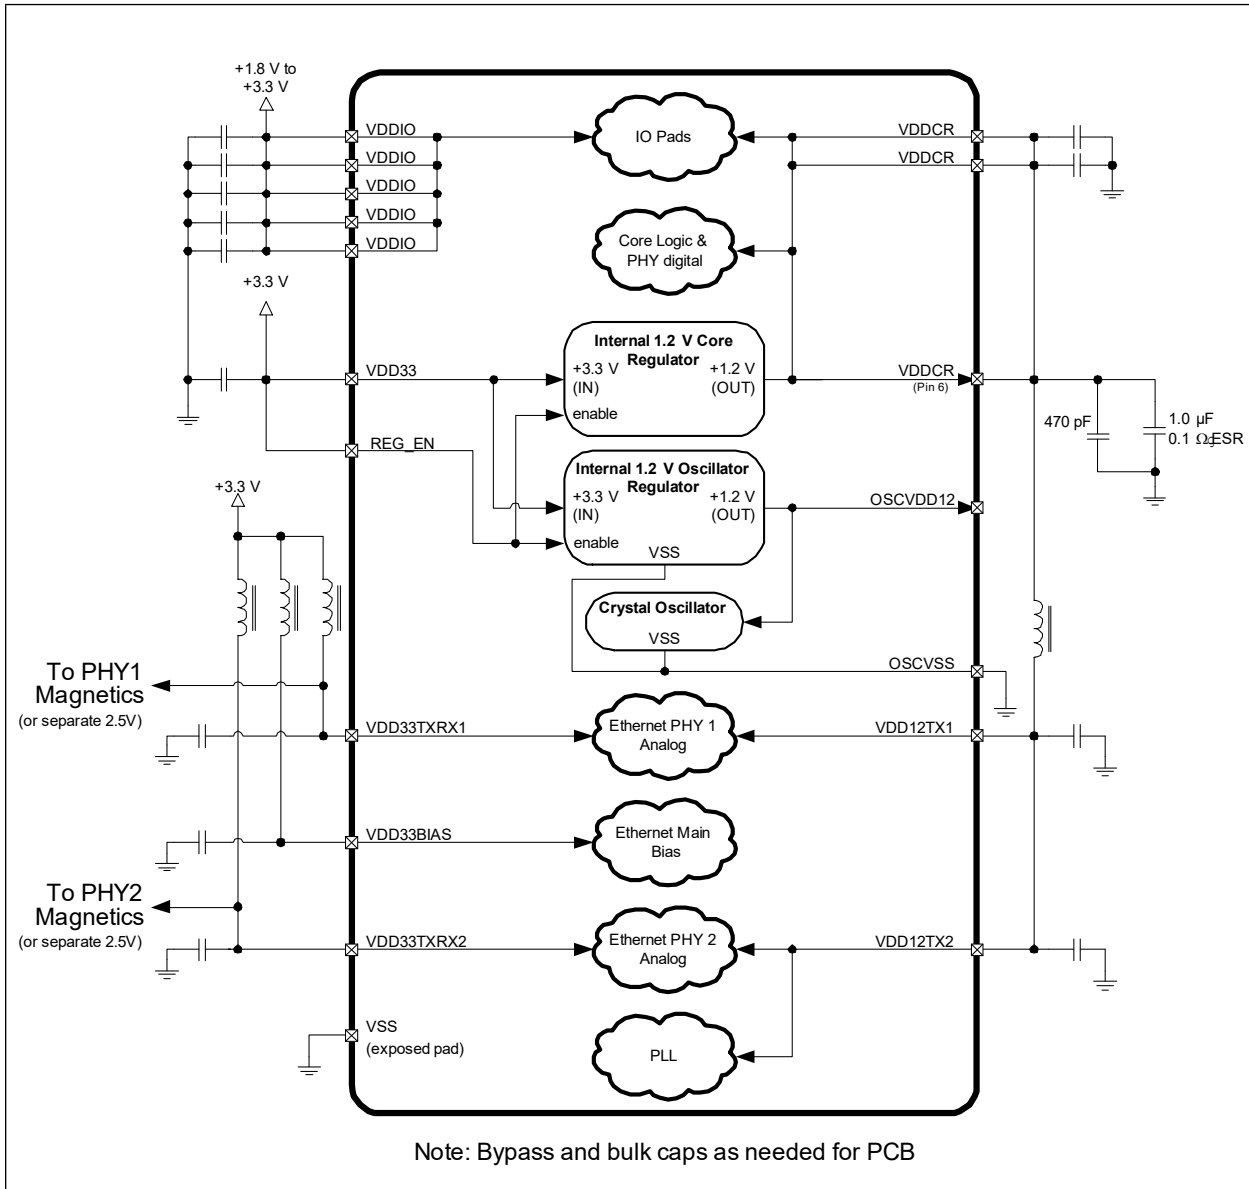 +1.8 V to
+3.3 V
VDDIO
VDDIO
VDDIO
VDDIO
VDDIO
IO Pads
VDDCR
VDDCR
Core Logic &
PHY digital
+3.3 V
Internal 1.2 V Core
Regulator
+3.3 V
(IN)
+1.2 V
(OUT)
enable
VDD33
VDDCR
(Pin 6)
470 pF
1.0 µF
0.1 Ω ESR
REG_EN
Internal 1.2 V Oscillator
Regulator
+3.3 V
(IN)
+1.2 V
(OUT)
enable
VSS
OSCVDD12
+3.3 V
Crystal Oscillator
VSS
OSCVSS
To PHY1
Magnetics
(or separate 2.5V)
VDD33TXRX1
Ethernet PHY 1
Analog
VDD12TX1
VDD33BIAS
Ethernet Main
Bias
To PHY2
Magnetics
(or separate 2.5V)
VDD33TXRX2
Ethernet PHY 2
Analog
VDD12TX2
VSS
(exposed pad)
PLL
Note: Bypass and bulk caps as needed for PCB